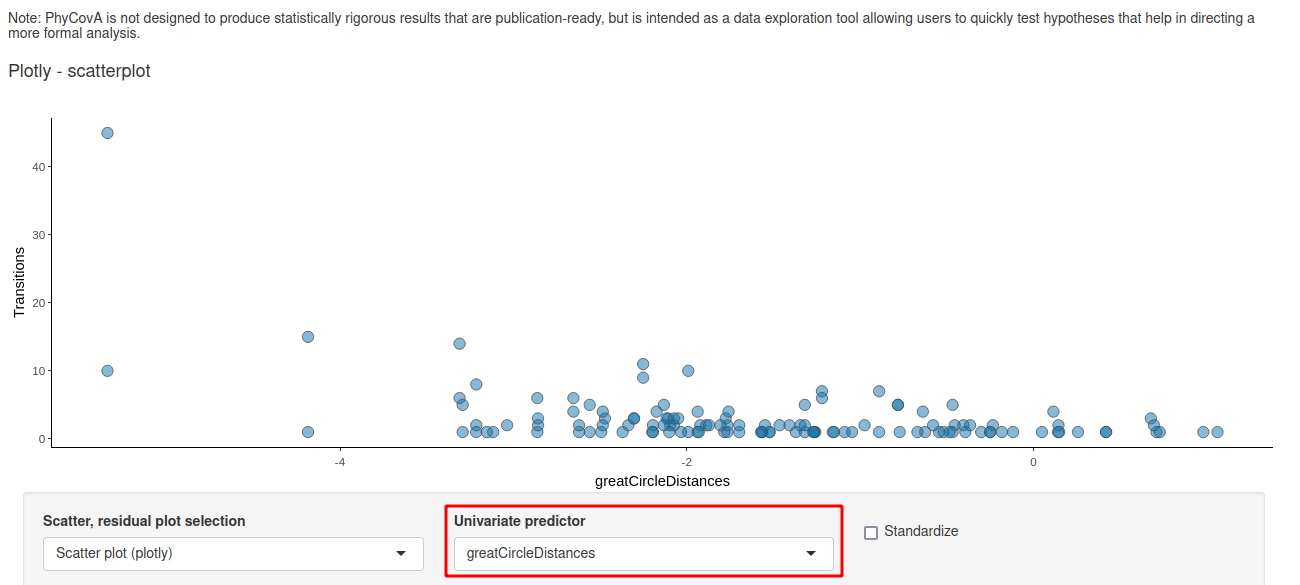 Note: PhyCovA is not designed to produce statistically rigorous results that are publication-ready, but is intended as a data exploration tool allowing users to quickly test hypotheses that help in directing a
more formal analysis.
Plotly - scatterplot
40
30
20
10
0
Transitions
-4
-2
0
greatCircleDistances
Scatter, residual plot selection
Scatter plot (plotly)
Univariate predictor
greatCircleDistances
Standardize